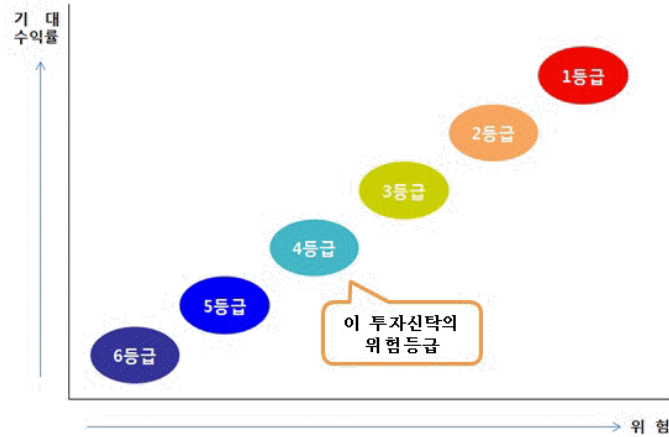 기 대
수익률
1등급
2등급
3등급
4등급
5등급
이 투자신탁의
위험등급
6등급
위 험